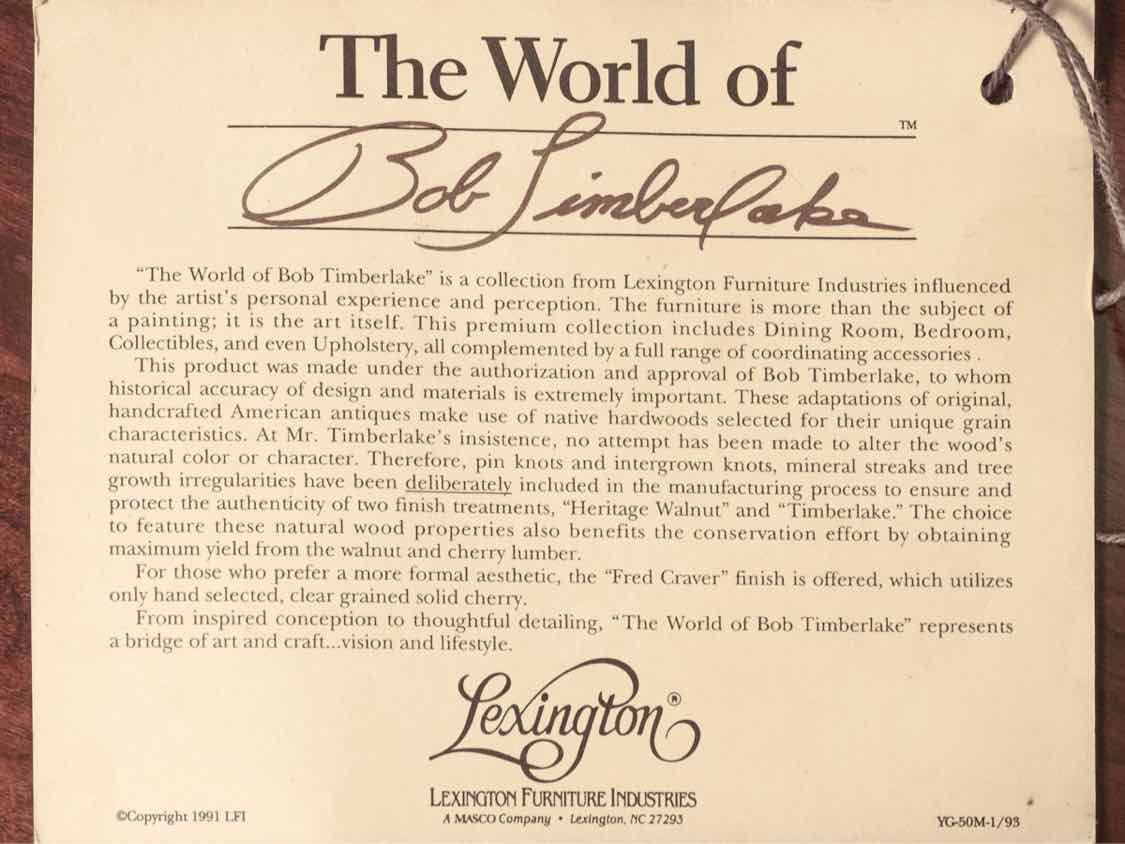 The World of
TM
Bob Timberlake
“The World of Bob Timberlake” is a collection from Lexington Furniture Industries influenced
by the artist’s personal experience and perception. The furniture is more than the subject of
a painting; it is the art itself. This premium collection includes Dining Room, Bedroom,
Collectibles, and even Upholstery, all complemented by a full range of coordinating accessories .
This product was made under the authorization and approval of Bob Timberlake, to whom
historical accuracy of design and materials is extremely important. These adaptations of original,
handcrafted American antiques make use of native hardwoods selected for their unique grain
characteristics. At Mr. Timberlake’s insistence, no attempt has been made to alter the wood’s
natural color or character. Therefore, pin knots and intergrown knots, mineral streaks and tree
growth irregularities have been deliberately included in the manufacturing process to ensure and
protect the authenticity of two finish treatments, “Heritage Walnut” and “Timberlake.” The choice
to feature these natural wood properties also benefits the conservation effort by obtaining
maximum yield from the walnut and cherry lumber.
For those who prefer a more formal aesthetic, the “Fred Craver” finish is offered, which utilizes
only hand selected, clear grained solid cherry.
From inspired conception to thoughtful detailing, “The World of Bob Timberlake” represents
a bridge of art and craft...vision and lifestyle.
Lexington®
LEXINGTON FURNITURE INDUSTRIES
A MASCO Company • Lexington, NC 27293
©Copyright 1991 LFI
YG-50M-1/93